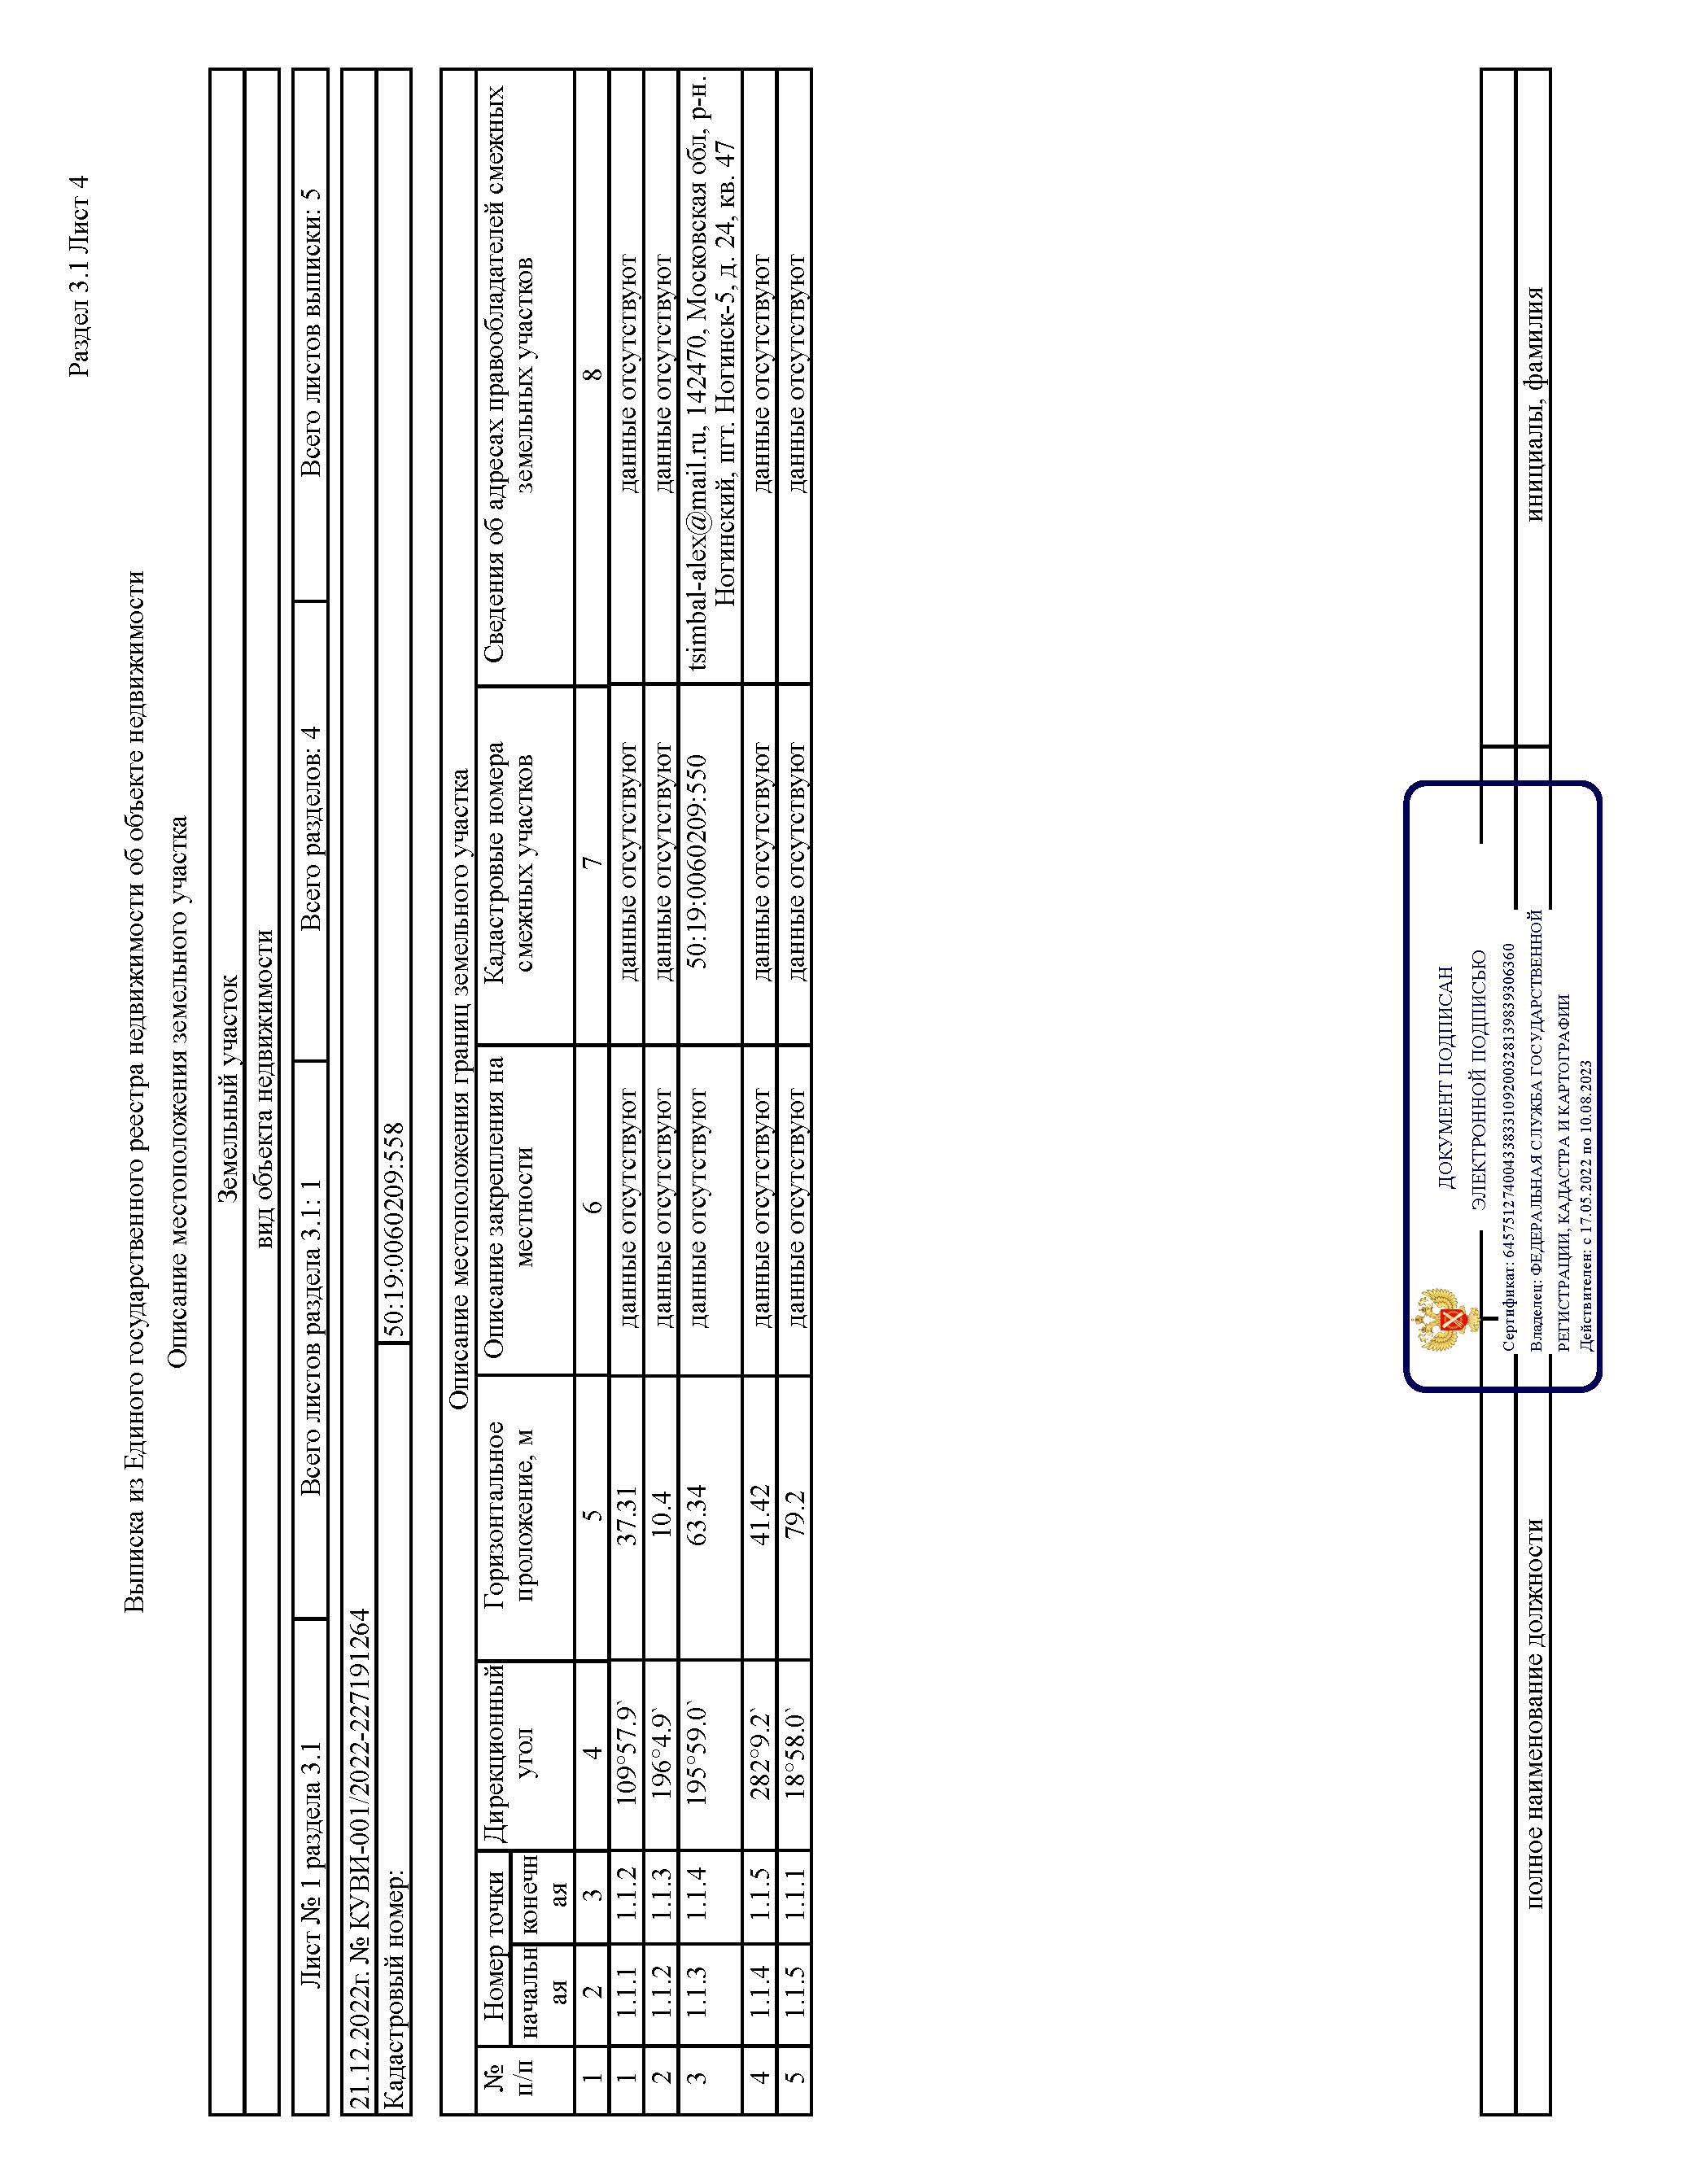 Раздел 3.1 Лист 4
Выписка из Единого государственного реестра недвижимости об объекте недвижимости
Описание местоположения земельного участка
Земельный участок
вид объекта недвижимости
Лист № 1 раздела 3.1 Всего листов раздела 3.1: 1 Всего разделов: 4 Всего листов выписки: 5
21.12.2022г. № КУВИ-001/2022-227191264
Кадастровый номер: 50:19:0060209:558
Описание местоположения границ земельного участка
№ Номер точки Дирекционный Горизонтальное Описание закрепления на Кадастровые номера Сведения об адресах правообладателей смежных
п/п начальн конечн угол проложение, м местности смежных участков земельных участков
ая ая
1 2 3 4 5 6 7 8
1 1.1.1 1.1.2 109°57.9` 37.31 данные отсутствуют данные отсутствуют данные отсутствуют
2 1.1.2 1.1.3 196°4.9` 10.4 данные отсутствуют данные отсутствуют данные отсутствуют
3 1.1.3 1.1.4 195°59.0` 63.34 данные отсутствуют 50:19:0060209:550 tsimbal-alex@mail.ru, 142470, Московская обл, р-н.
Ногинский, пгт. Ногинск-5, д. 24, кв. 47
4 1.1.4 1.1.5 282°9.2` 41.42 данные отсутствуют данные отсутствуют данные отсутствуют
5 1.1.5 1.1.1 18°58.0` 79.2 данные отсутствуют данные отсутствуют данные отсутствуют
ДОКУМЕНТ ПОДПИСАН
ЭЛЕКТРОННОЙ ПОДПИСЬЮ
Сертификат: 64575127400433833109200328139839306360
Владелец: ФЕДЕРАЛЬНАЯ СЛУЖБА ГОСУДАРСТВЕННОЙ
РЕГИСТРАЦИИ, КАДАСТРА И КАРТОГРАФИИ
Действителен: с 17.05.2022 по 10.08.2023
полное наименование должности инициалы, фамилия